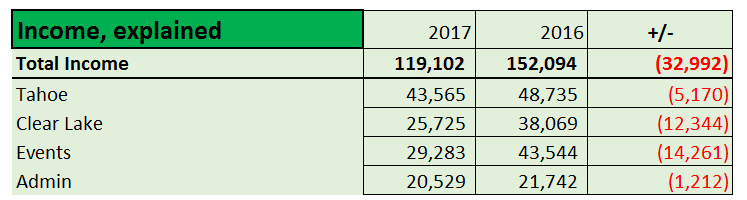 Income, explained 2017 2016 +/-
Total Income 119,102 152,094 (32,992)
Tahoe 43,565 48,735 (5,170)
Clear Lake 25,725 38,069 (12,344)
Events 29,283 43,544 (14,261)
Admin 20,529 21,742 (1,212)